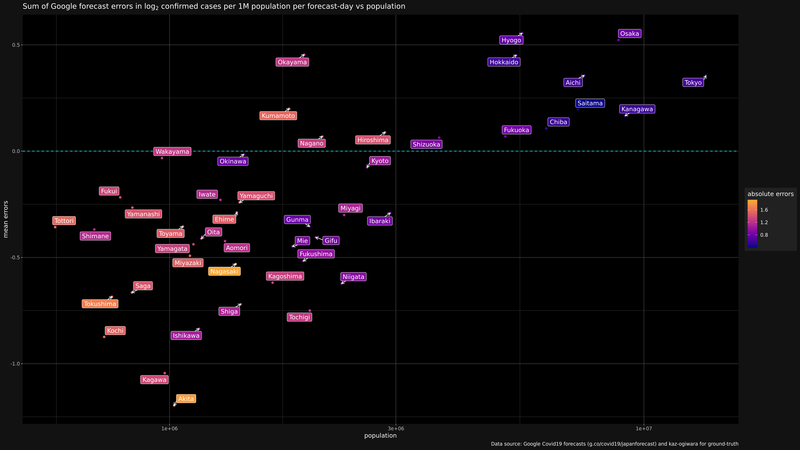 Sum of Google forecast errors in log₂ confirmed cases per 1M population per forecast-day vs population
mean errors
0.5
0.0
-0.5
-1.0
Osaka
Hyogo
Okayama
Hokkaido
Aichi
Tokyo
Saitama
Kanagawa
Kumamoto
Chiba
Fukuoka
Nagano
Hiroshima
Shizuoka
Wakayama
Okinawa
Kyoto
Fukui
Iwate
Yamaguchi
Yamanashi
Miyagi
Tottori
Ehime
Gunma
Ibaraki
Shimane
Toyama
Oita
Mie
Gifu
Yamagata
Aomori
Fukushima
Miyazaki
Nagasaki
Kagoshima
Niigata
Saga
Tokushima
Shiga
Tochigi
Kochi
Ishikawa
Kagawa
Akita
absolute errors
1.6
1.2
0.8
1e+06
3e+06
1e+07
population
Data source: Google Covid19 forecasts (g.co/covid19/japanforecast) and kaz-ogiwara for ground-truth